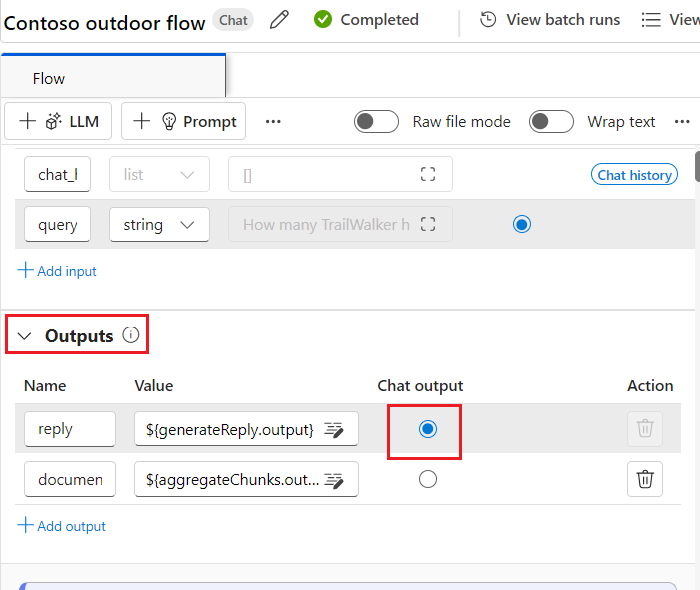 Contoso outdoor flow Chat Completed View batch runs View
Flow
LLM Prompt ... Raw file mode Wrap text ...
chat_h list [] Chat history
query string How many TrailWalker h
+ Add input
Outputs
Name Value Chat output Action
reply ${generateReply.output}
documen ${aggregateChunks.out...
+ Add output